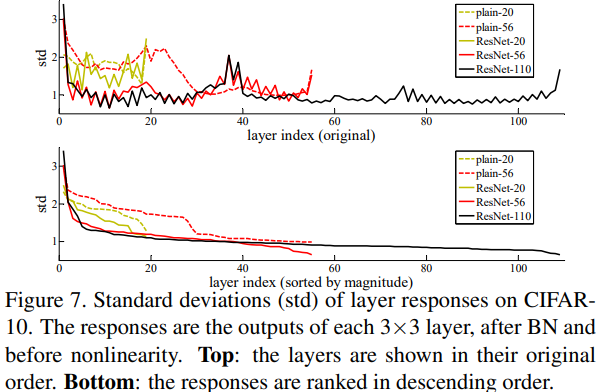 3
2
1
std
plain-20
plain-56
ResNet-20
ResNet-56
ResNet-110
0 20 40 60 80 100
layer index (original)
3
2
1
std
plain-20
plain-56
ResNet-20
ResNet-56
ResNet-110
0 20 40 60 80 100
layer index (sorted by magnitude)
Figure 7. Standard deviations (std) of layer responses on CIFAR-
10. The responses are the outputs of each 3×3 layer, after BN and
before nonlinearity. Top: the layers are shown in their original
order. Bottom: the responses are ranked in descending order.